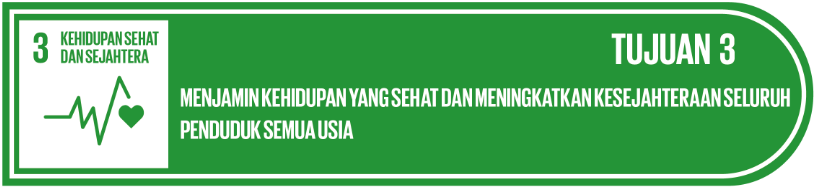 3 KEHIDUPAN SEHAT
DAN SEJAHTERA
TUJUAN 3
MENJAMIN KEHIDUPAN YANG SEHAT DAN MENINGKATKAN KESEJAHTERAAN SELURUH
PENDUDUK SEMUA USIA